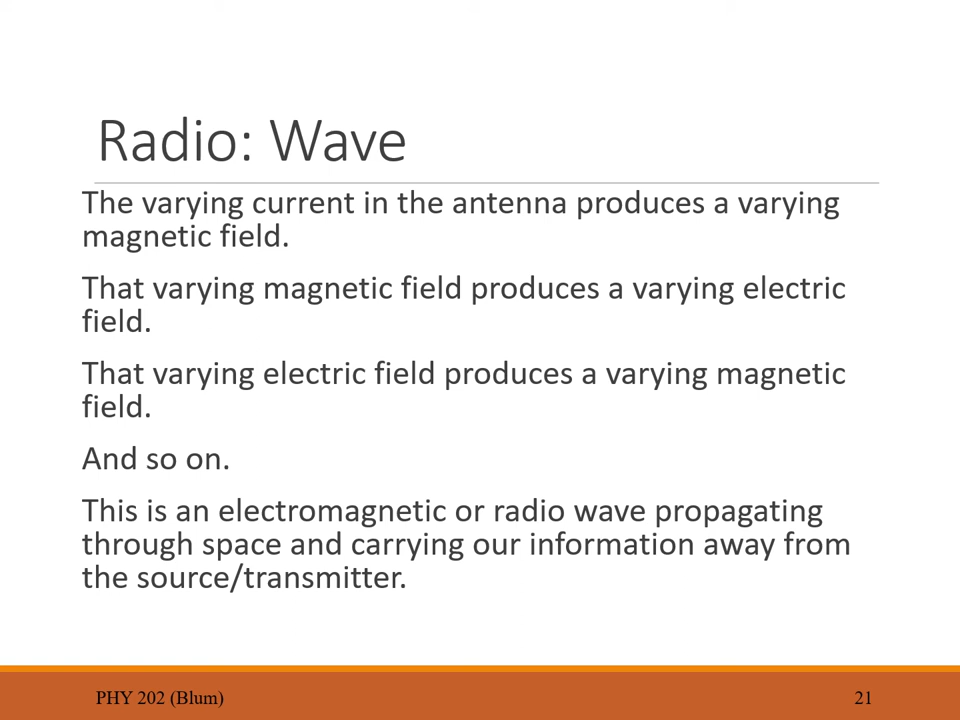 Radio: Wave
The varying current in the antenna produces a varying
magnetic field.
That varying magnetic field produces a varying electric
field.
That varying electric field produces a varying magnetic
field.
And so on.
This is an electromagnetic or radio wave propagating
through space and carrying our information away from
the source/transmitter.
PHY 202 (Blum)
21